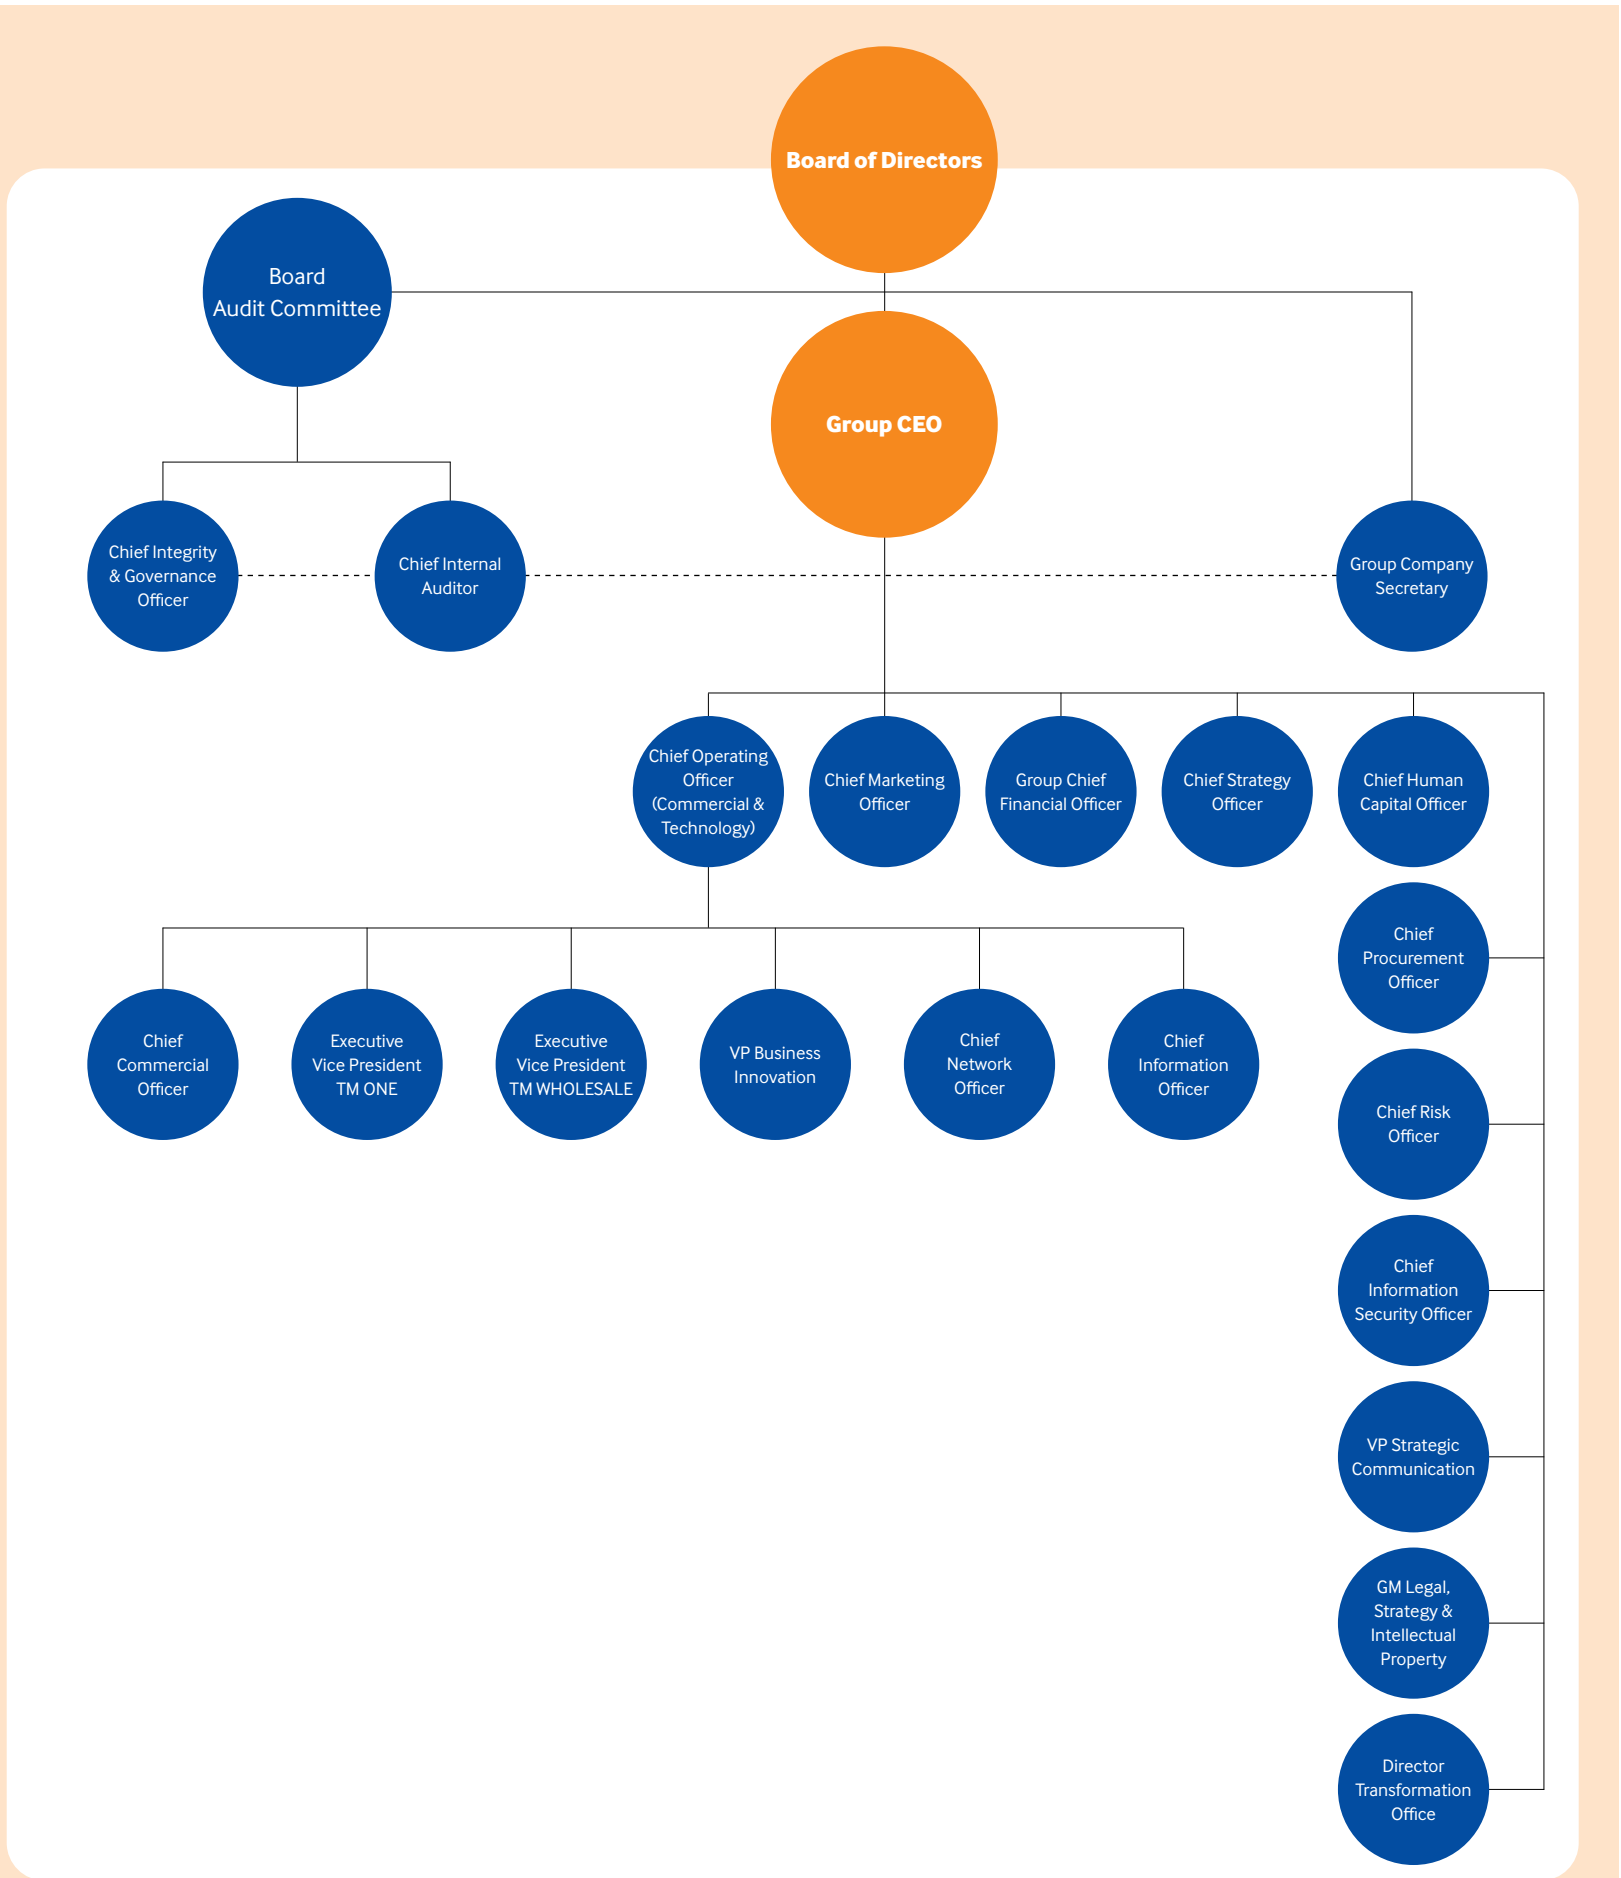 Board of Directors
Board
Audit Committee
Group CEO
Chief Integrity
& Governance
Officer
Chief Internal
Auditor
Group Company
Secretary
Chief Operating
Officer
(Commercial &
Technology)
Chief Marketing
Officer
Group Chief
Financial Officer
Chief Strategy
Officer
Chief Human
Capital Officer
Chief
Procurement
Officer
Chief
Commercial
Officer
Executive
Vice President
TM ONE
Executive
Vice President
TM WHOLESALE
VP Business
Innovation
Chief
Network
Officer
Chief
Information
Officer
Chief Risk
Officer
Chief
Information
Security Officer
VP Strategic
Communication
GM Legal,
Strategy &
Intellectual
Property
Director
Transformation
Office